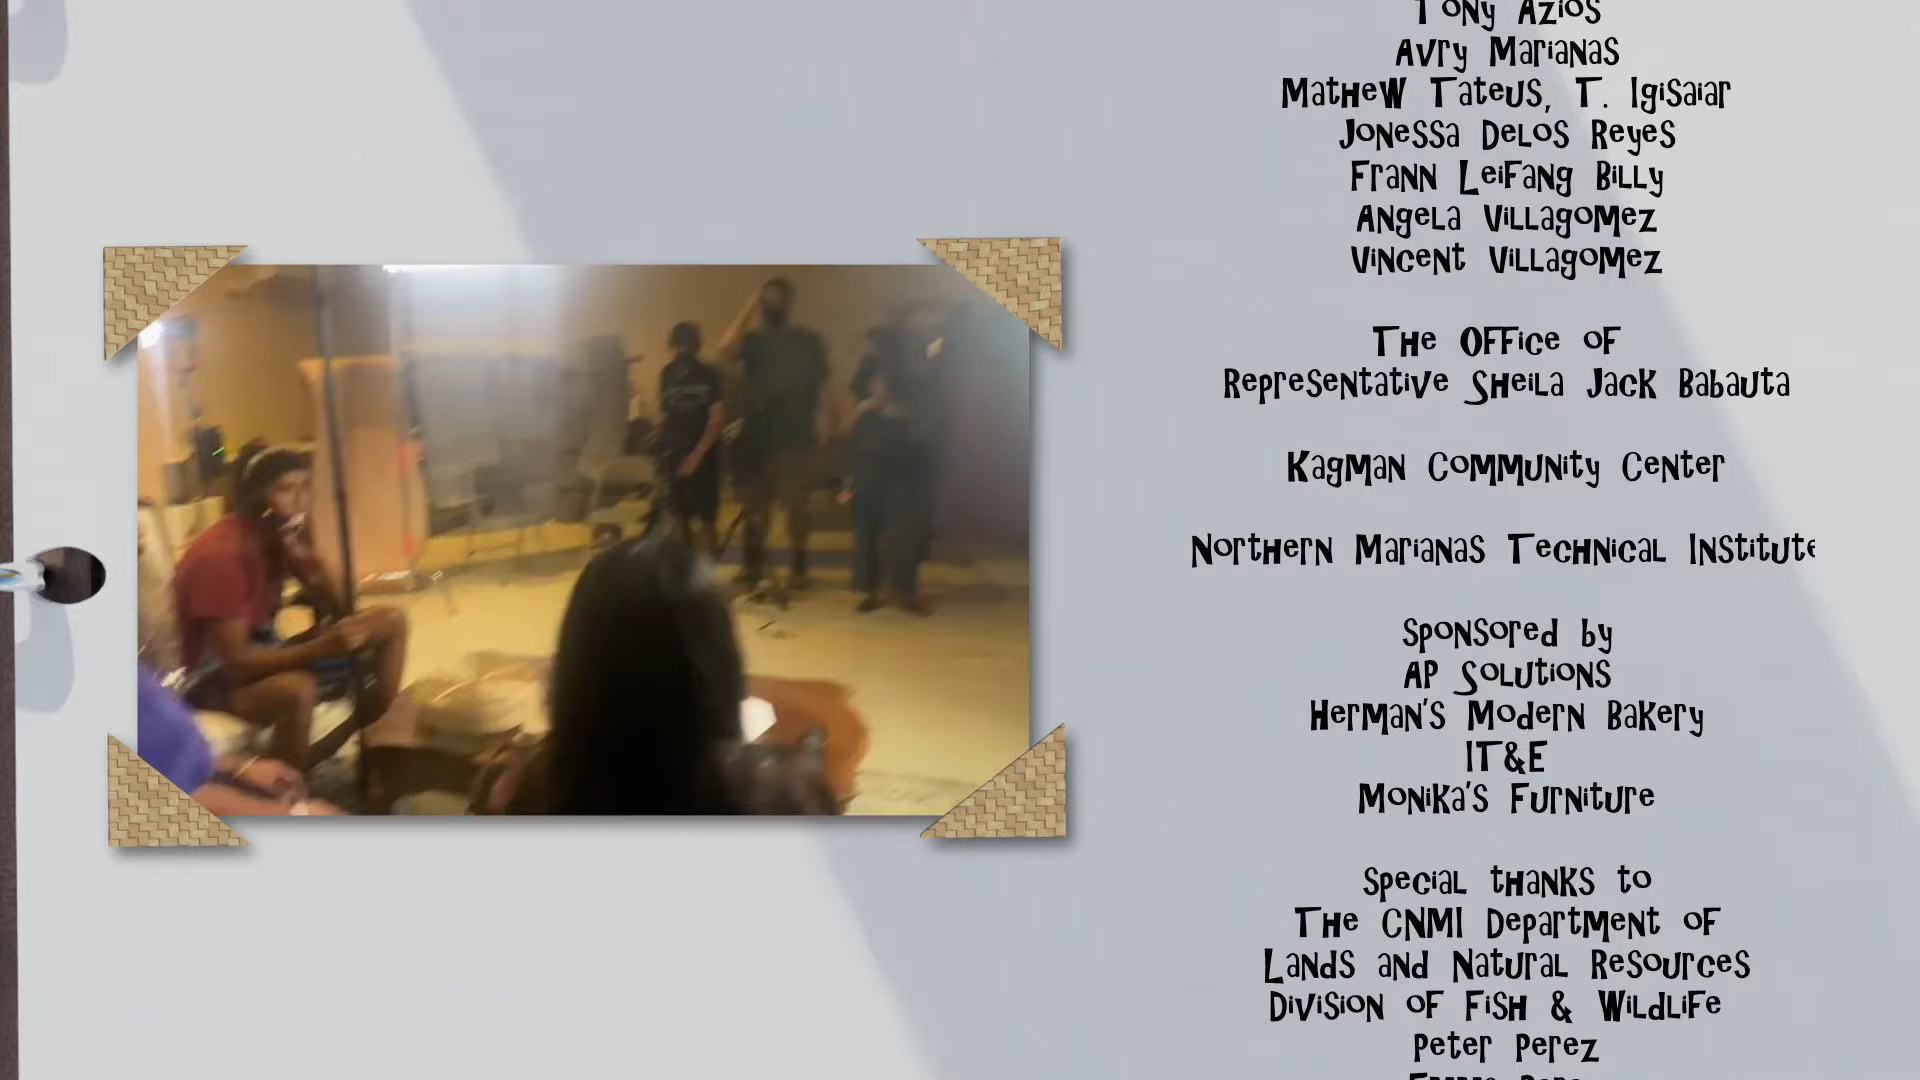 Tony Azios
Avry Marianas
Mathew Tateus, T. Igisaiar
Jonessa Delos Reyes
Frann Leifang Billy
Angela Villagomez
Vincent Villagomez
The Office of
Representative Sheila Jack Babauta
Kagman Community Center
Northern Marianas Technical Institute
Sponsored by
AP Solutions
Herman's Modern Bakery
IT&E
Monika's Furniture
Special thanks to
The CNMI Department of
Lands and Natural Resources
Division of Fish & Wildlife
Peter Perez